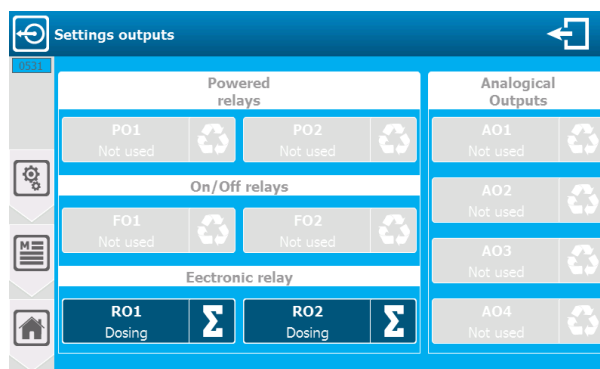 Settings outputs
0531
Powered
relays
PO1
Not used
PO2
Not used
On/Off relays
FO1
Not used
FO2
Not used
Eectronic relay
RO1
Dosing
RO2
Dosing
Analogical
Outputs
AO1
Not used
AO2
Not used
AO3
Not used
AO4
Not used
M